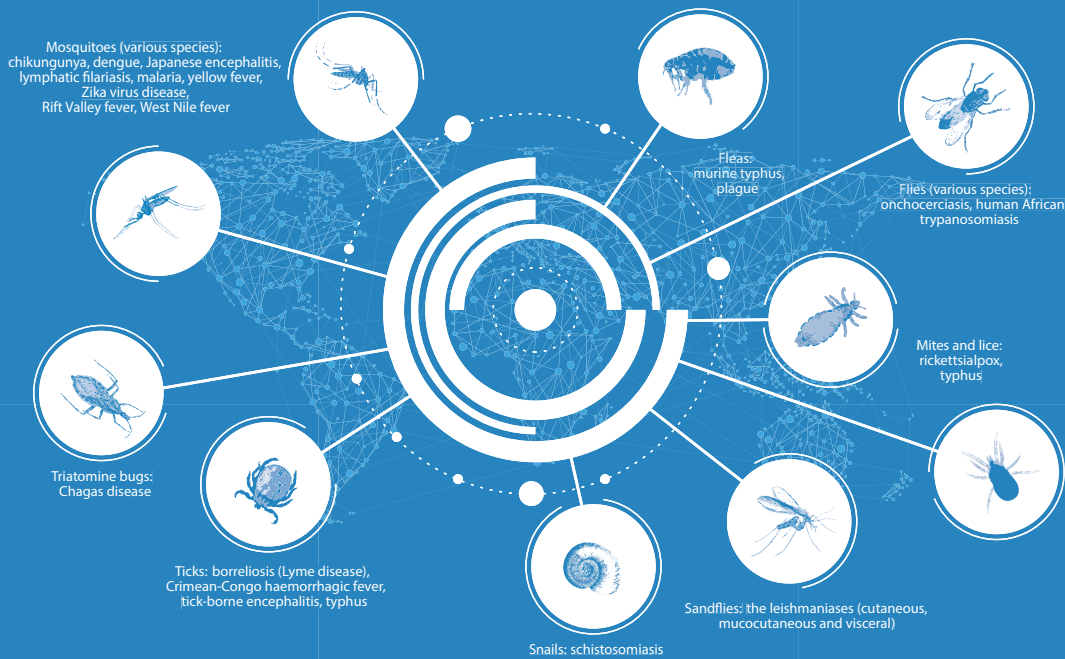 Mosquitoes (various species):
chikungunya, dengue, Japanese encephalitis,
lymphatic filariasis, malaria, yellow fever,
Zika virus disease,
Rift Valley fever, West Nile fever
Fleas:
murine typhus,
plague
Flies (various species):
onchocerciasis, human African
trypanosomiasis
Mites and lice:
rickettsialpox,
typhus
Triatomine bugs:
Chagas disease
Ticks: borreliosis (Lyme disease),
Crimean-Congo haemorrhagic fever,
tick-borne encephalitis, typhus
Sandflies: the leishmaniases (cutaneous,
mucocutaneous and visceral)
Snails: schistosomiasis